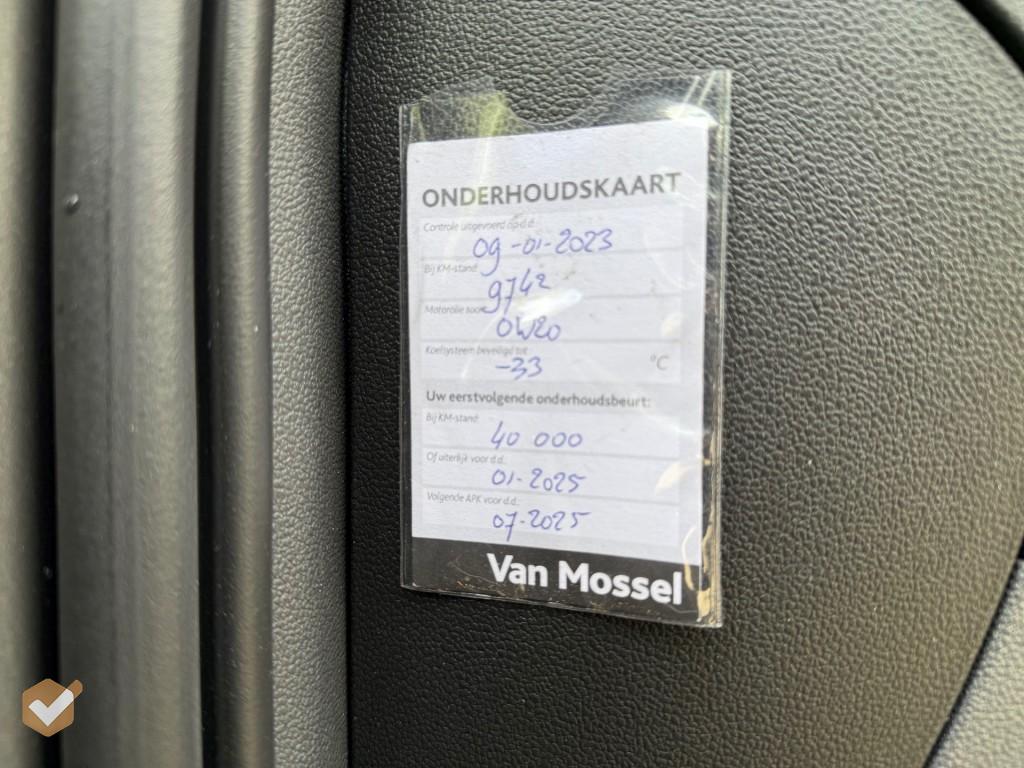 ONDERHOUDSKAART
Controle uitgevoerd op d.d.:
09-01-2023
Bij KM-stand:
9742
Motorolie soort:
0W20
Koelsysteem beveiligd tot:
-33 °C
Uw eerstvolgende onderhoudsbeurt:
Bij KM-stand:
40 000
Of uiterlijk voor d.d.:
01-2025
Volgende APK voor d.d.:
07-2025
Van Mossel